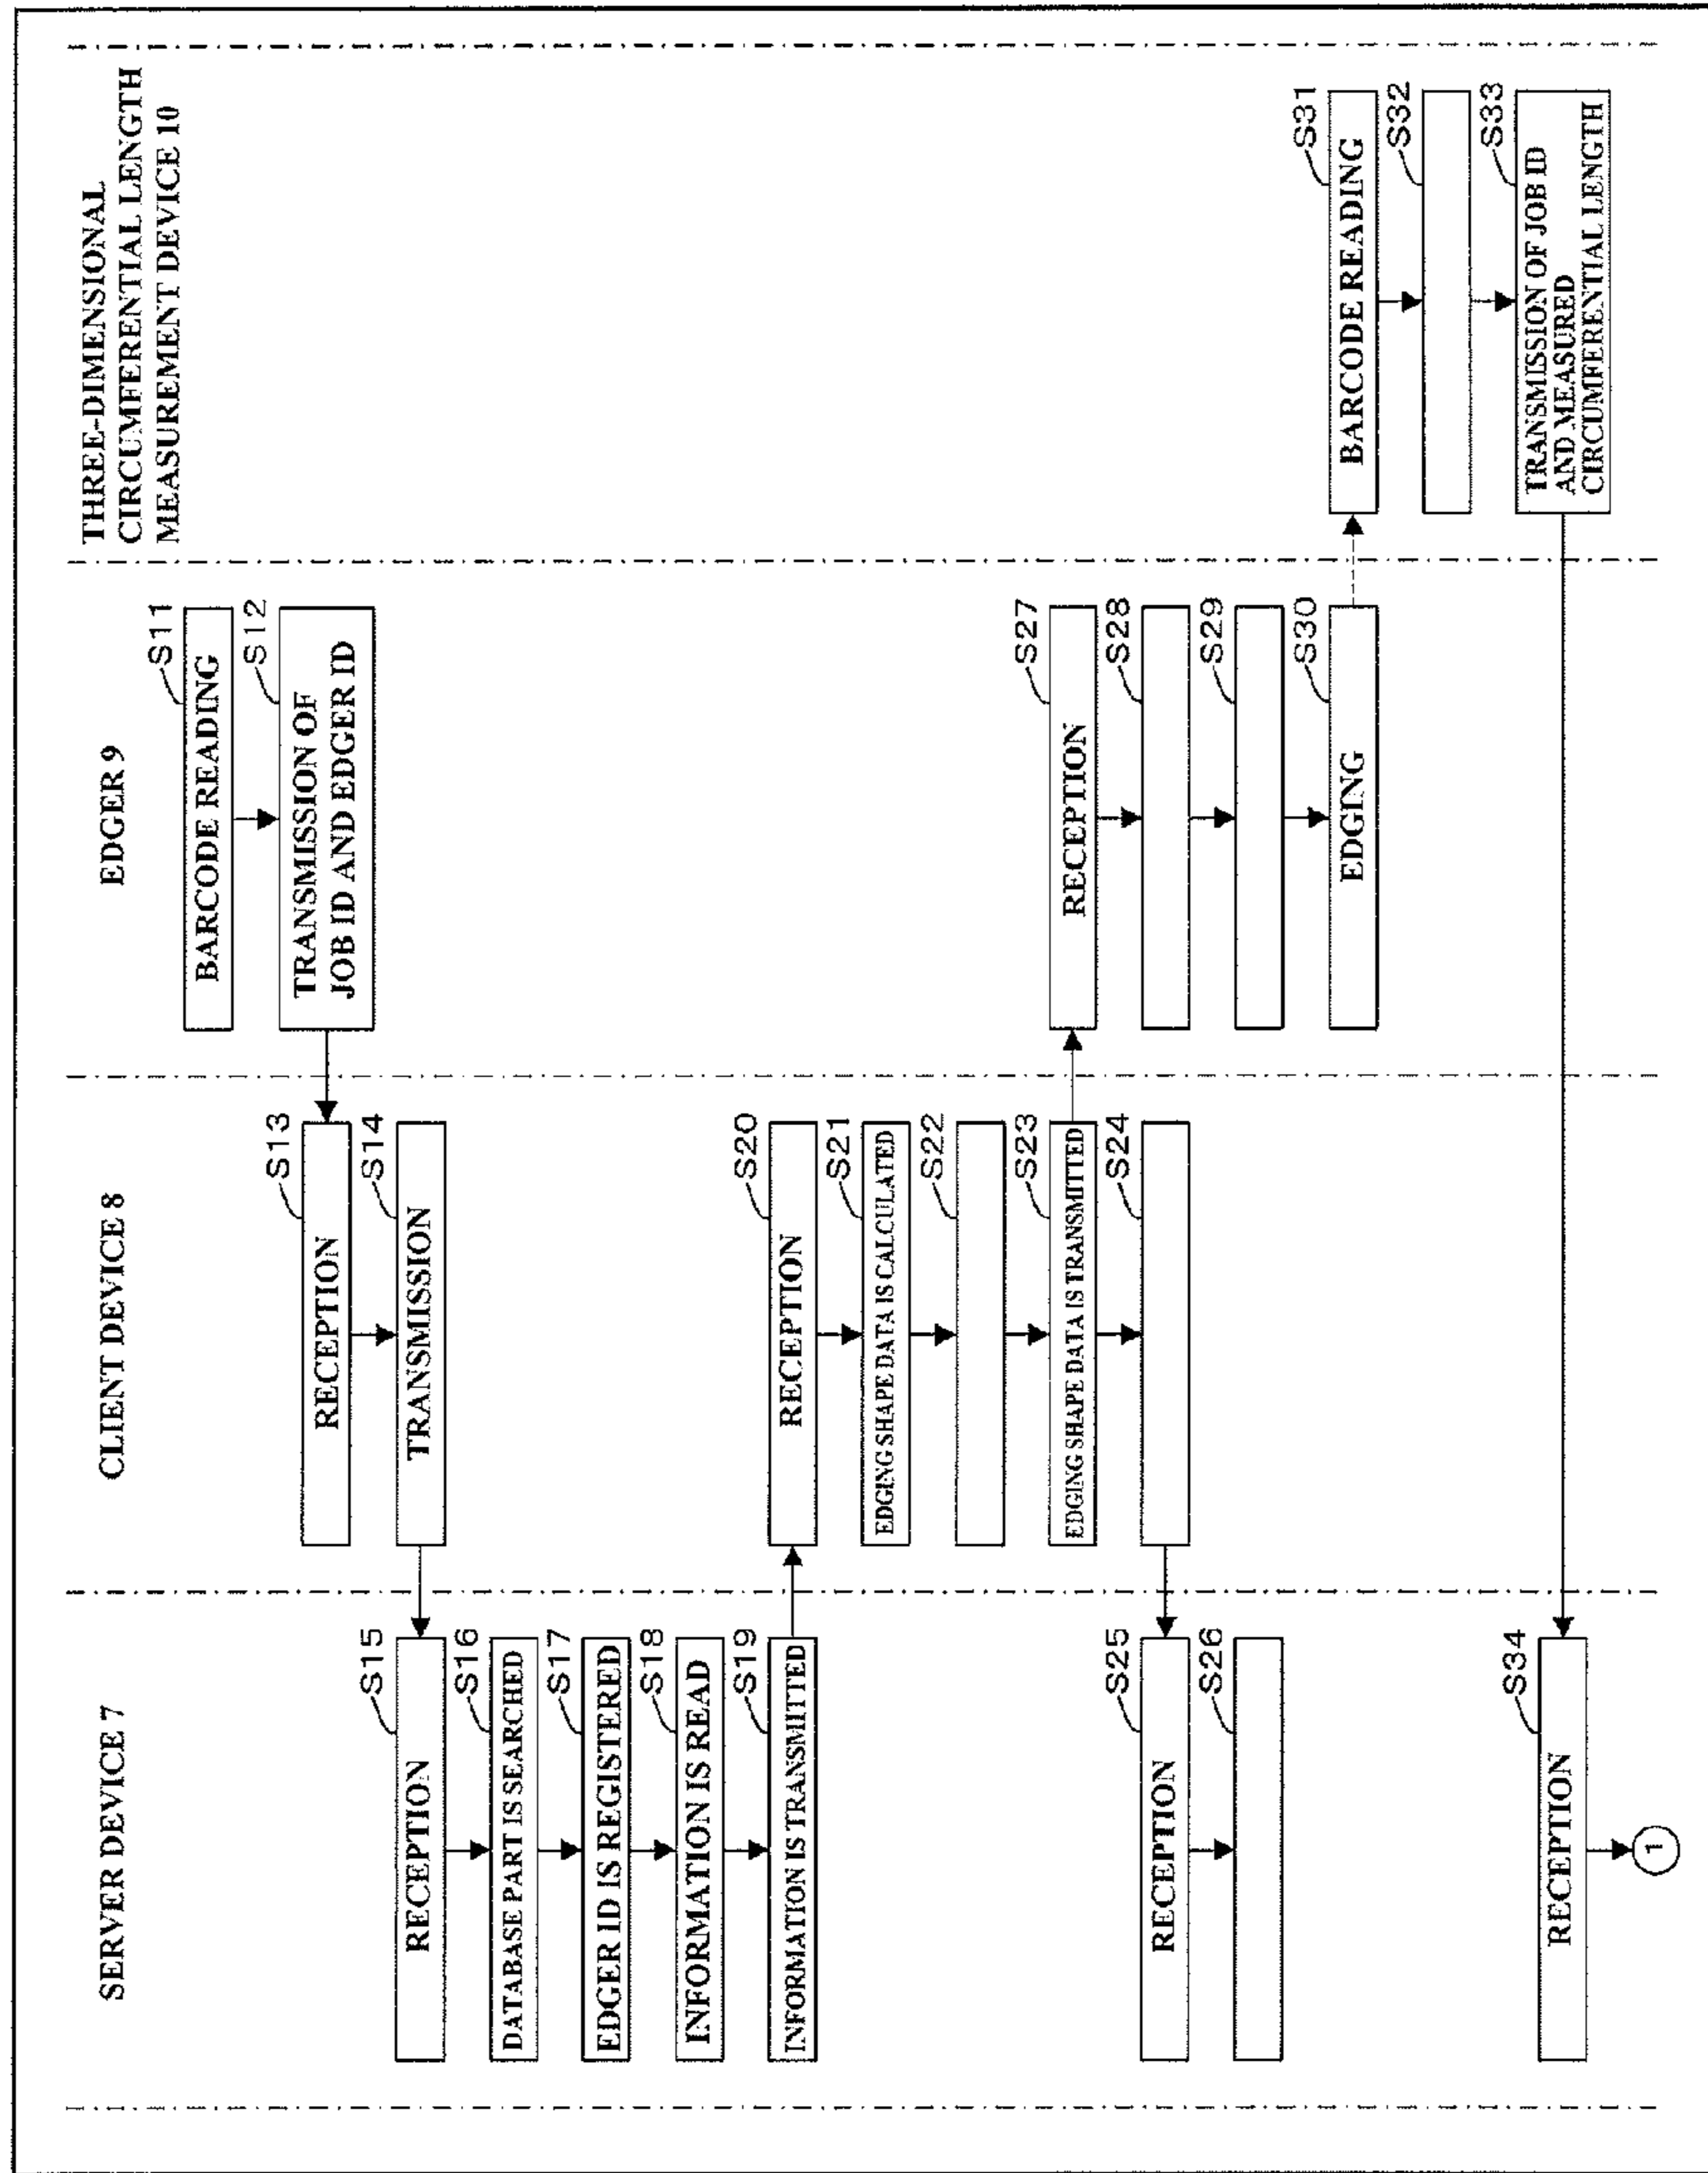 SERVER DEVICE 7
CLIENT DEVICE 8
EDGER 9
THREE-DIMENSIONAL
CIRCUMFERENTIAL LENGTH
MEASUREMENT DEVICE 10
S11
BARCODE READING
S12
TRANSMISSION OF
JOB ID AND EDGER ID
S13
RECEPTION
S14
TRANSMISSION
S15
RECEPTION
S16
DATABASE PART IS SEARCHED
S17
EDGER ID IS REGISTERED
S18
INFORMATION IS READ
S19
INFORMATION IS TRANSMITTED
S20
RECEPTION
S21
EDGING SHAPE DATA IS CALCULATED
S22
S23
EDGING SHAPE DATA IS TRANSMITTED
S24
S25
RECEPTION
S26
S27
RECEPTION
S28
S29
S30
EDGING
S31
BARCODE READING
S32
S33
TRANSMISSION OF JOB ID
AND MEASURED
CIRCUMFERENTIAL LENGTH
S34
RECEPTION
1